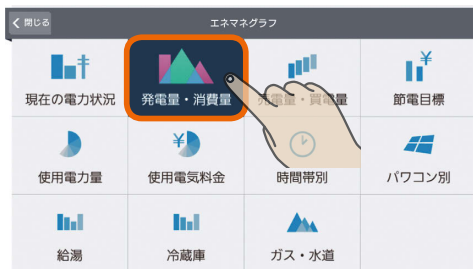 閉じる
エネマネグラフ
現在の電力状況
発電量・消費量
売電量・買電量
節電目標
使用電力量
使用電気料金
時間帯別
パワコン別
給湯
冷蔵庫
ガス・水道